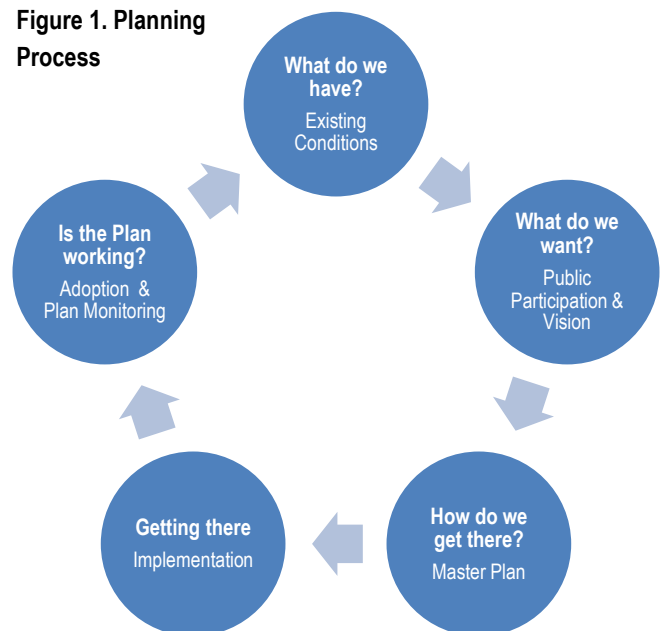 Figure 1. Planning
Process
What do we
have?
Existing
Conditions
What do we
want?
Public
Participation &
Vision
How do we
get there?
Master Plan
Getting there
Implementation
Is the Plan
working?
Adoption &
Plan Monitoring